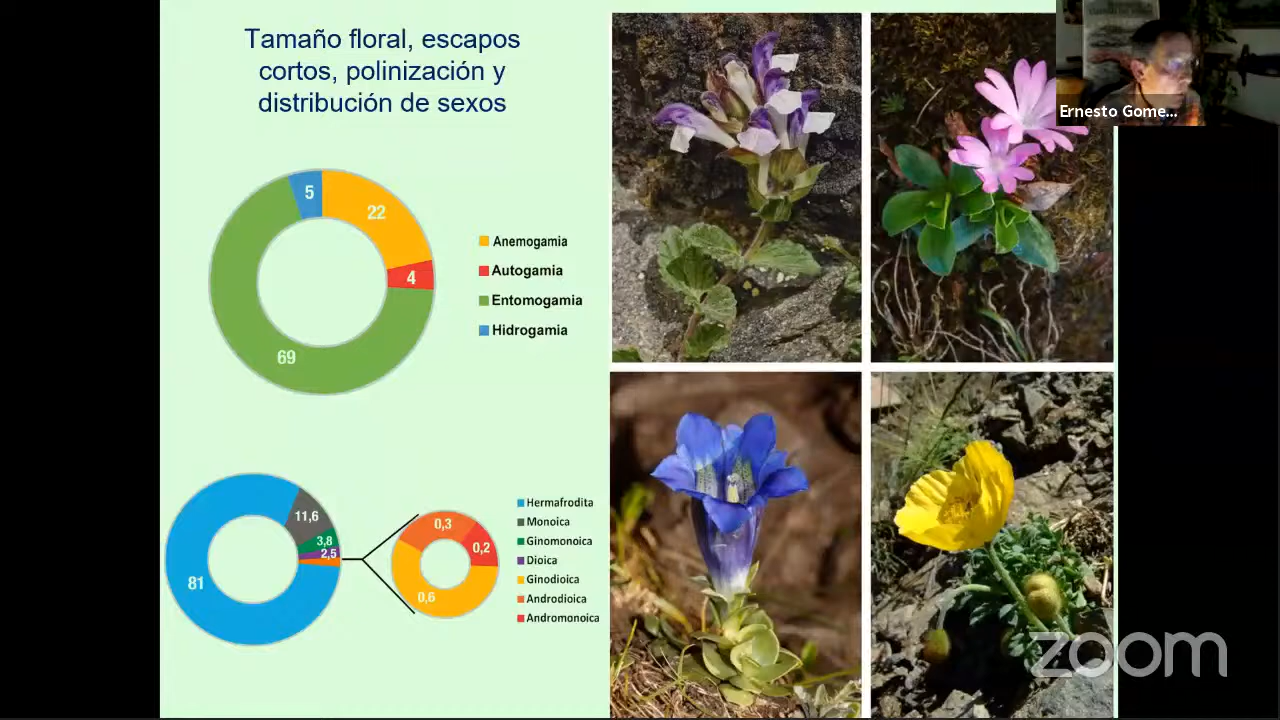 Tamaño floral, escapos
cortos, polinización y
distribución de sexos
5
22
4
69
Anemogamia
Autogamia
Entomogamia
Hidrogamia
11,6
3,8
2,5
81
0,3
0,2
0,6
Hermafrodita
Monoica
Ginomonoica
Dioica
Ginodioica
Androdioica
Andromonoica
Ernesto Gome...
zoom